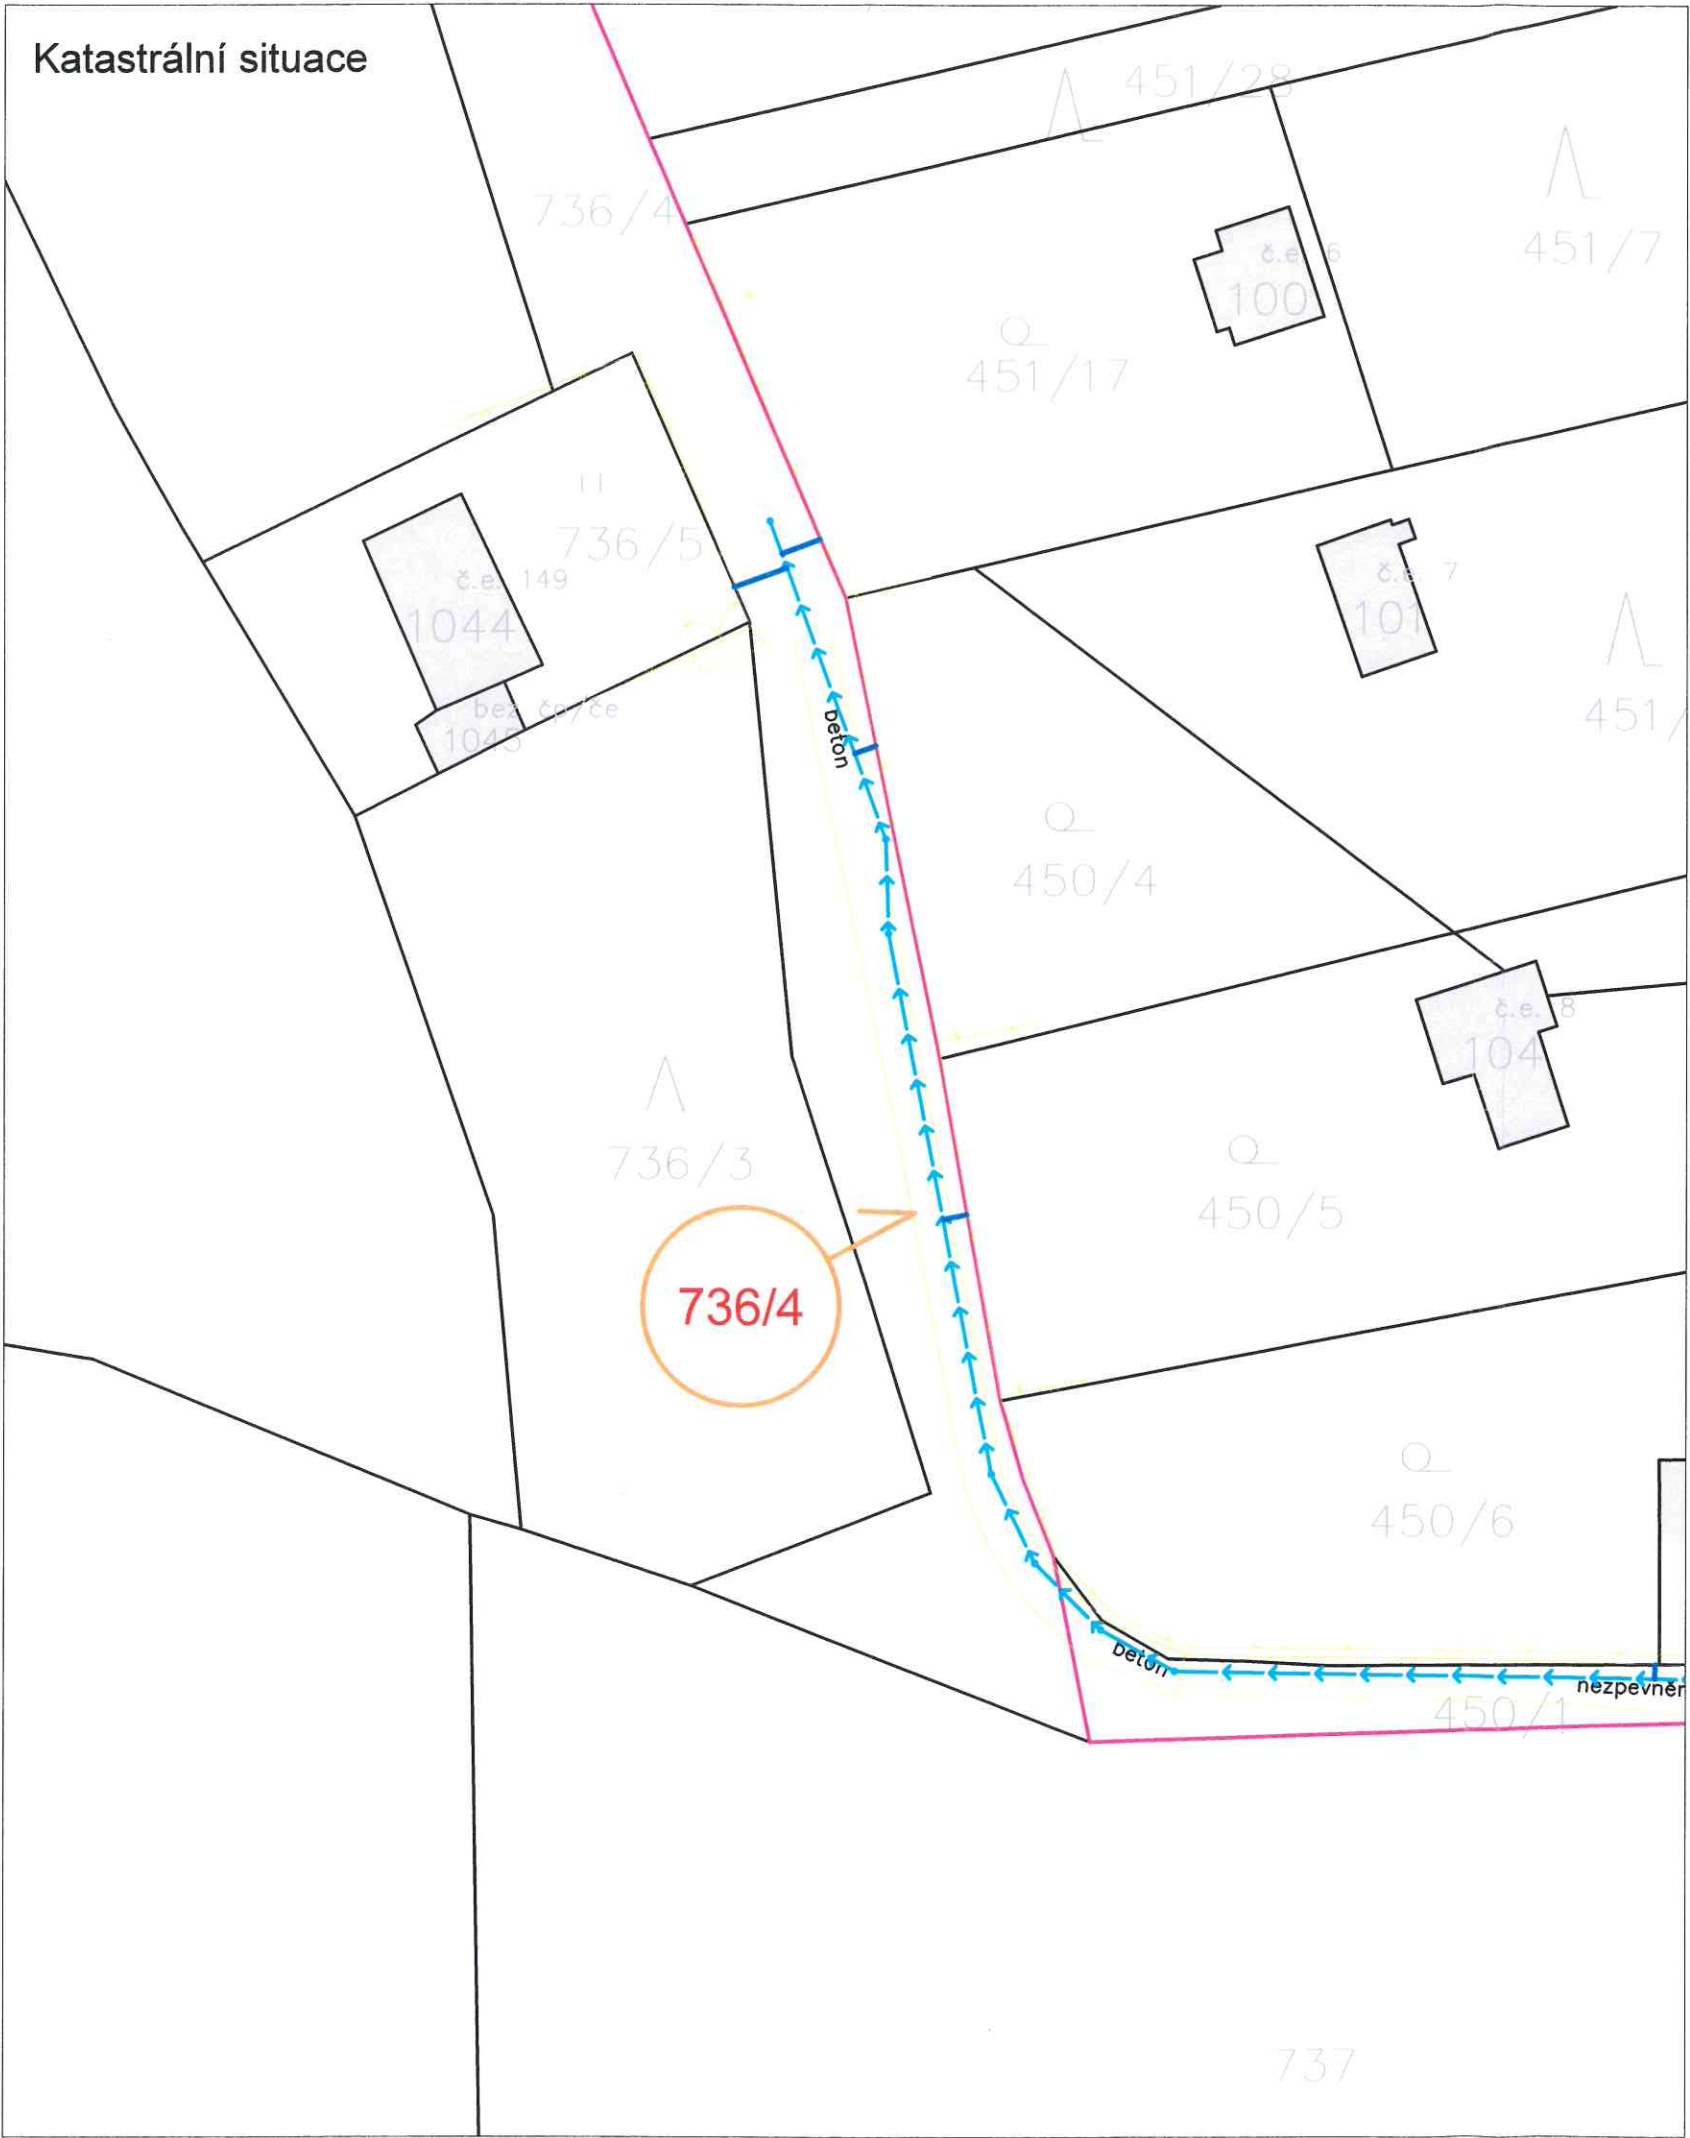 Katastrální situace
451/28
736/4
č.e. 6
100
451/7
451/17
736/5
č.e. 149
1044
č.e. 7
101
bez čp/če
1045
beton
451/
450/4
č.e. 8
104
736/3
450/5
736/4
450/6
beton
nezpevněn
450/1
737